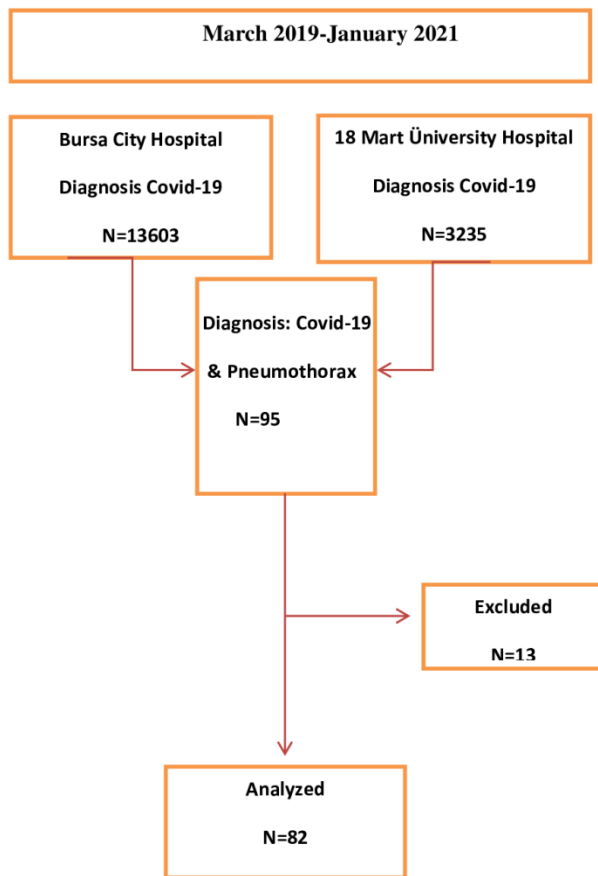 March 2019-January 2021
Bursa City Hospital
Diagnosis Covid-19
N=13603
18 Mart Üniversity Hospital
Diagnosis Covid-19
N=3235
Diagnosis: Covid-19
& Pneumothorax
N=95
Excluded
N=13
Analyzed
N=82